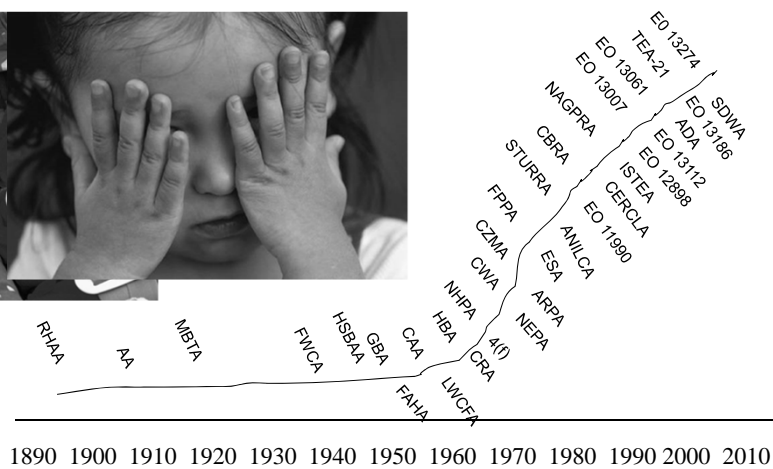 RHAA
AA
MBTA
FWCA
HSBAA
GBA
CAA
FAHA
HBA
LWCFA
NHPA
4(f)
CRA
CWA
NEPA
CZMA
ARPA
FPPA
ESA
STURRA
ANILCA
CBRA
EO 11990
NAGPRA
CERCLA
EO 13007
ISTEA
EO 13061
EO 12898
TEA-21
EO 13112
E0 13274
ADA
EO 13186
SDWA
1890 1900 1910 1920 1930 1940 1950 1960 1970 1980 1990 2000 2010